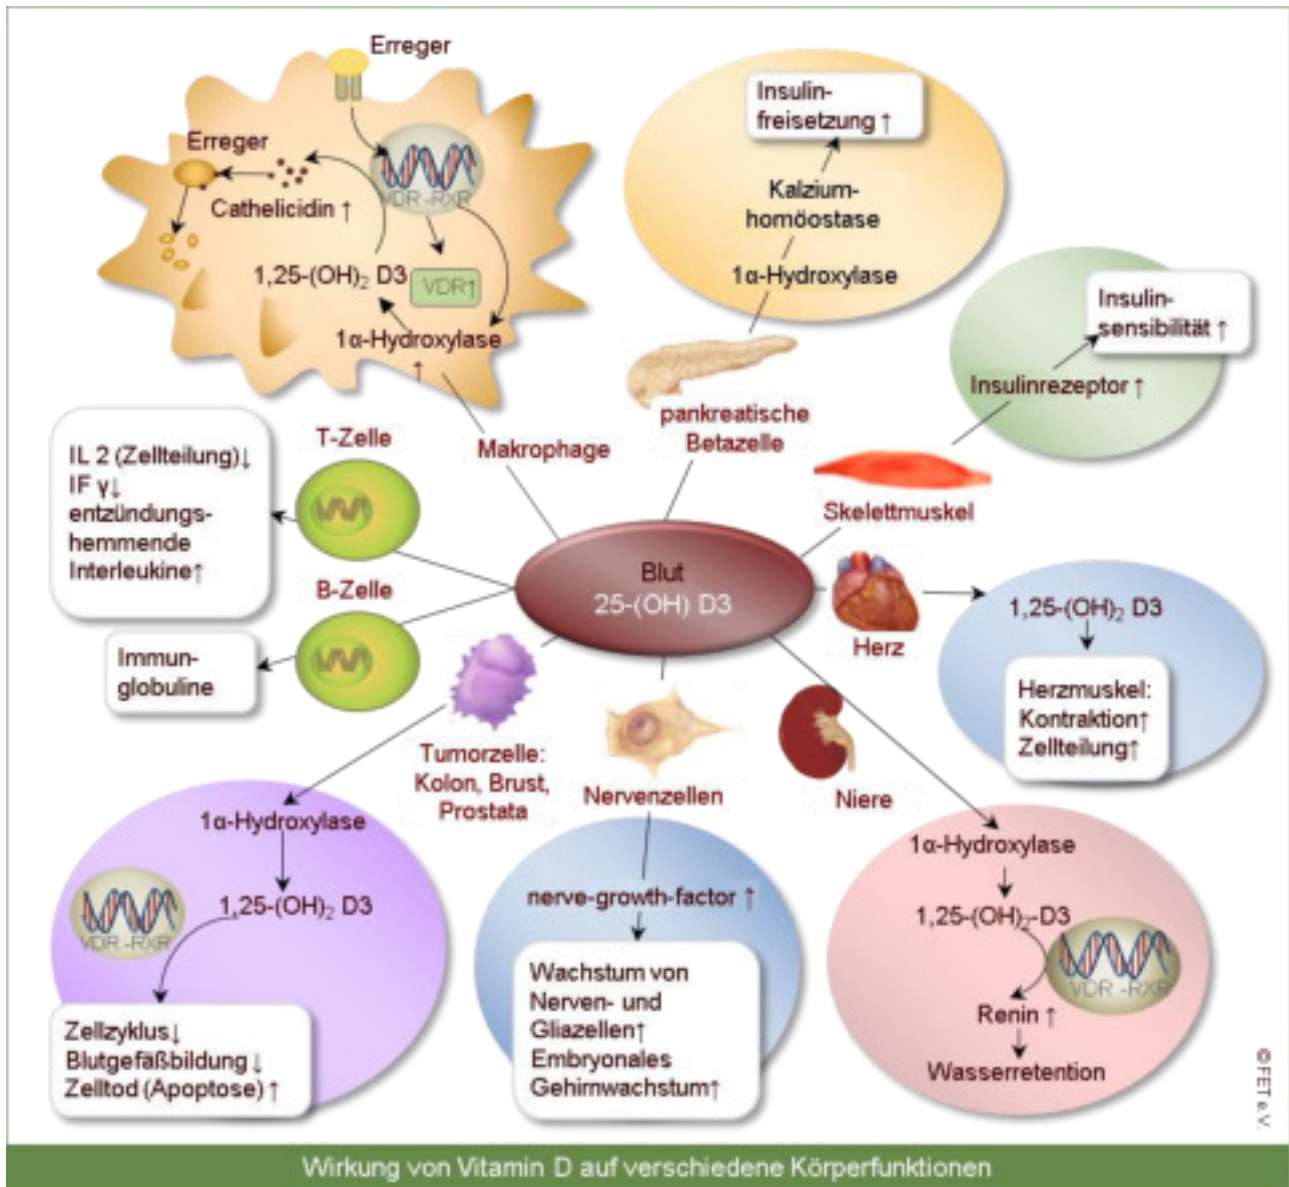 Erreger
Erreger
VDR -RXR
Cathelicidin ↑
1,25-(OH)₂ D3
VDR↑
1α-Hydroxylase
↑
Makrophage
Insulin-
freisetzung ↑
Kalzium-
homöostase
1α-Hydroxylase
pankreatische
Betazelle
Insulin-
sensibilität ↑
Insulinrezeptor ↑
Skelettmuskel
T-Zelle
IL 2 (Zellteilung)↓
IF γ↓
entzündungs-
hemmende
Interleukine↑
B-Zelle
Immun-
globuline
Blut
25-(OH) D3
Herz
1,25-(OH)₂ D3
Herzmuskel:
Kontraktion↑
Zellteilung↑
Tumorzelle:
Kolon, Brust,
Prostata
1α-Hydroxylase
1,25-(OH)₂ D3
VDR -RXR
Zellzyklus↓
Blutgefäßbildung ↓
Zelltod (Apoptose) ↑
Nervenzellen
nerve-growth-factor ↑
Wachstum von
Nerven- und
Gliazellen↑
Embryonales
Gehirnwachstum↑
Niere
1α-Hydroxylase
1,25-(OH)₂-D3
VDR -RXR
Renin ↑
Wasserretention
©FET e.V.
Wirkung von Vitamin D auf verschiedene Körperfunktionen